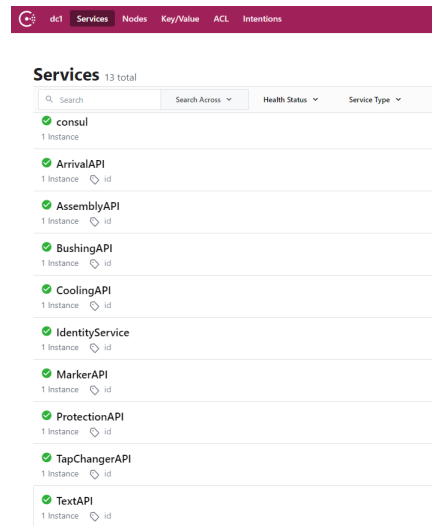 dc1 Services Nodes Key/Value ACL Intentions
Services 13 total
Search Search Across Health Status Service Type
consul
1 Instance
ArrivalAPI
1 Instance id
AssemblyAPI
1 Instance id
BushingAPI
1 Instance id
CoolingAPI
1 Instance id
IdentityService
1 Instance id
MarkerAPI
1 Instance id
ProtectionAPI
1 Instance id
TapChangerAPI
1 Instance id
TextAPI
1 Instance id